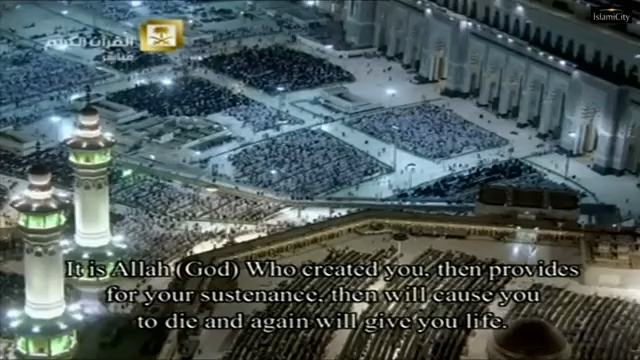 IslamiCity
القرآن الكريم
مباشر
It is Allah (God) Who created you, then provides
for your sustenance, then will cause you
to die and again will give you life.